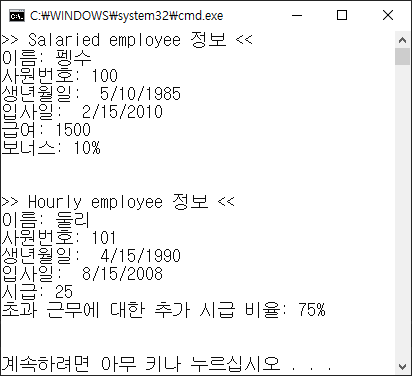 C:₩WINDOWS₩system32₩cmd.exe
>> Salaried employee 정보 <<
이름: 펭수
사원번호: 100
생년월일:  5/10/1985
입사일:  2/15/2010
급여: 1500
보너스: 10%
>> Hourly employee 정보 <<
이름: 둘리
사원번호: 101
생년월일:  4/15/1990
입사일:  8/15/2008
시급: 25
초과 근무에 대한 추가 시급 비율: 75%
계속하려면 아무 키나 누르십시오 . . .